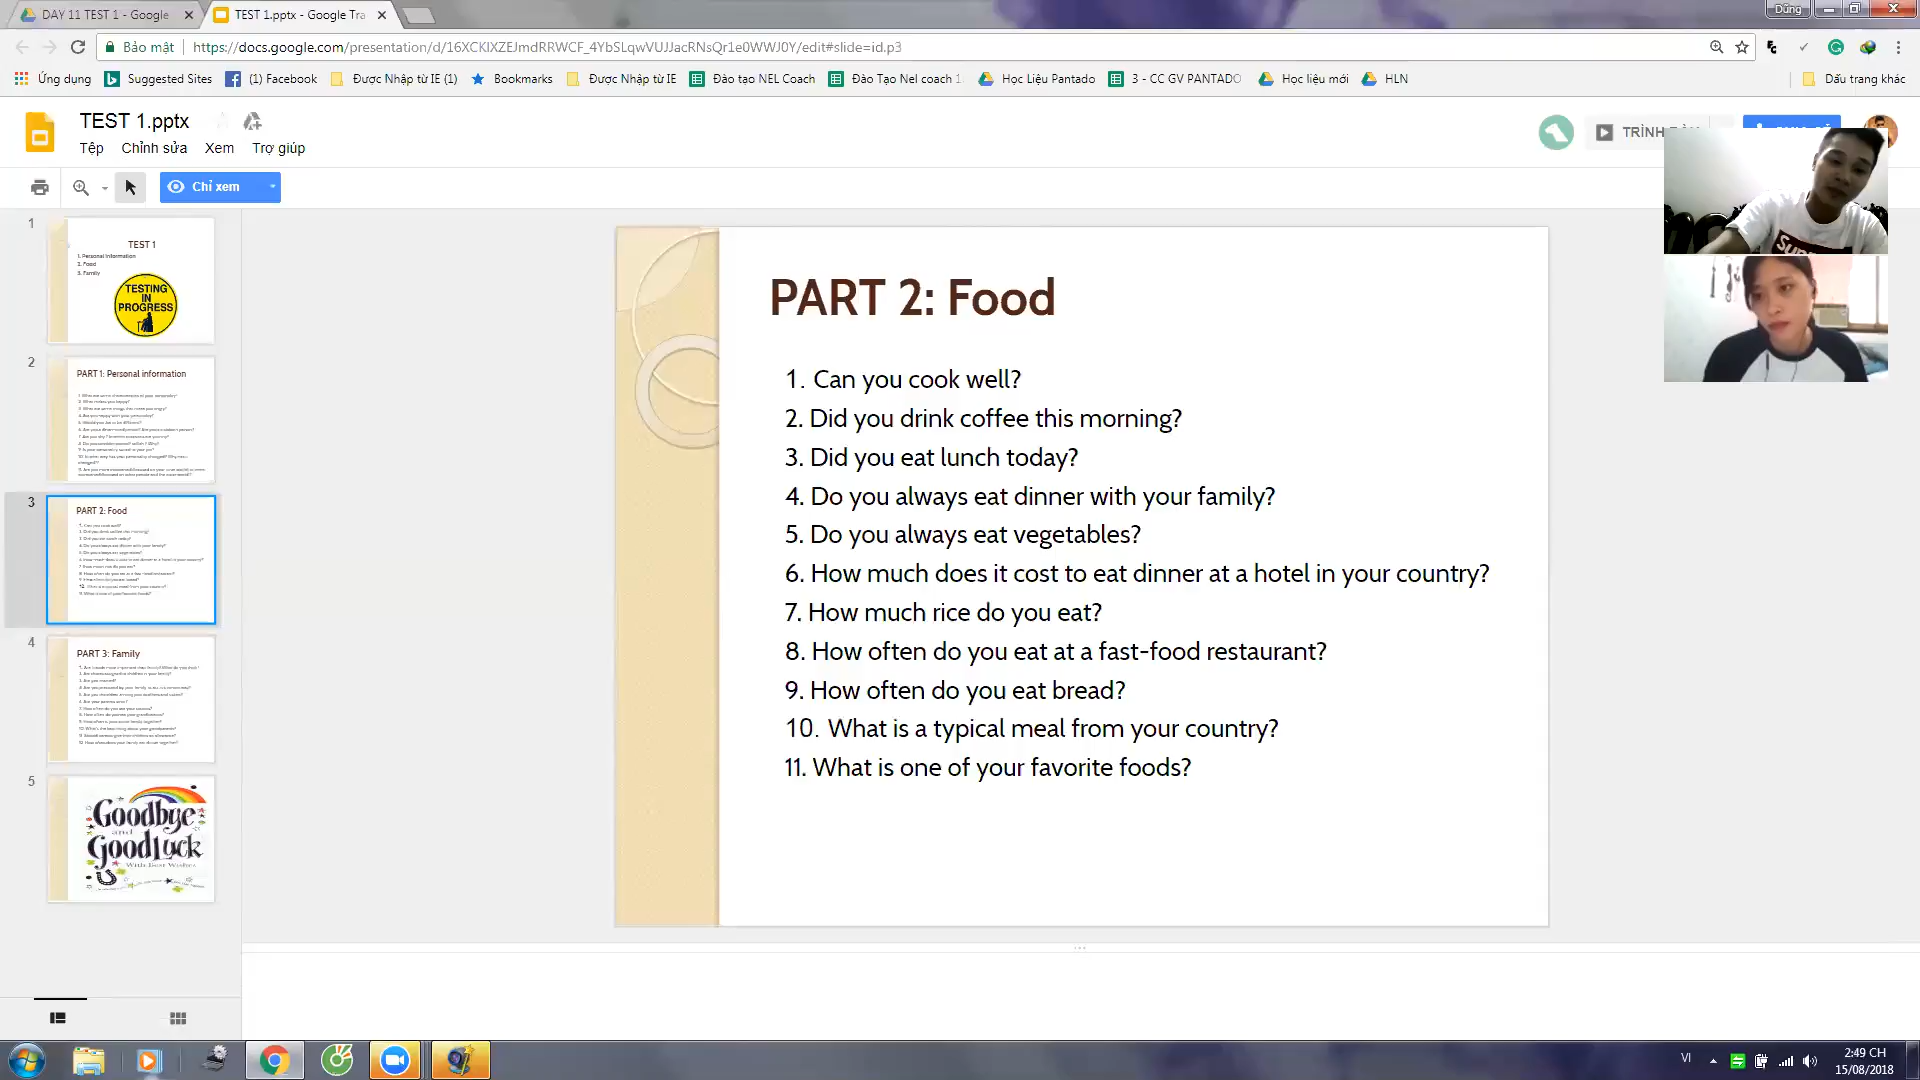 DAY 11 TEST 1 - Google
TEST 1.pptx - Google Tra
Dũng
Bảo mật
https://docs.google.com/presentation/d/16XCKIXZEJmdRRWCF_4YbSLqwVUJJacRNsQr1e0WWJ0Y/edit#slide=id.p3
Ứng dụng
Suggested Sites
(1) Facebook
Được Nhập từ IE (1)
Bookmarks
Được Nhập từ IE
Đào tạo NEL Coach
Đào Tạo Nel coach 1
Học Liệu Pantado
3 - CC GV PANTADO
Học liệu mới
HLN
Dấu trang khác
TEST 1.pptx
Tệp Chỉnh sửa Xem Trợ giúp
Chỉ xem
1
TEST 1
1. Personal Information
2. Food
3. Family
TESTING
IN
PROGRESS
2
PART 1: Personal information
3
PART 2: Food
4
PART 3: Family
5
Goodbye
and
Good Luck
With Best Wishes
PART 2: Food
1. Can you cook well?
2. Did you drink coffee this morning?
3. Did you eat lunch today?
4. Do you always eat dinner with your family?
5. Do you always eat vegetables?
6. How much does it cost to eat dinner at a hotel in your country?
7. How much rice do you eat?
8. How often do you eat at a fast-food restaurant?
9. How often do you eat bread?
10. What is a typical meal from your country?
11. What is one of your favorite foods?
VI
2:49 CH
15/08/2018